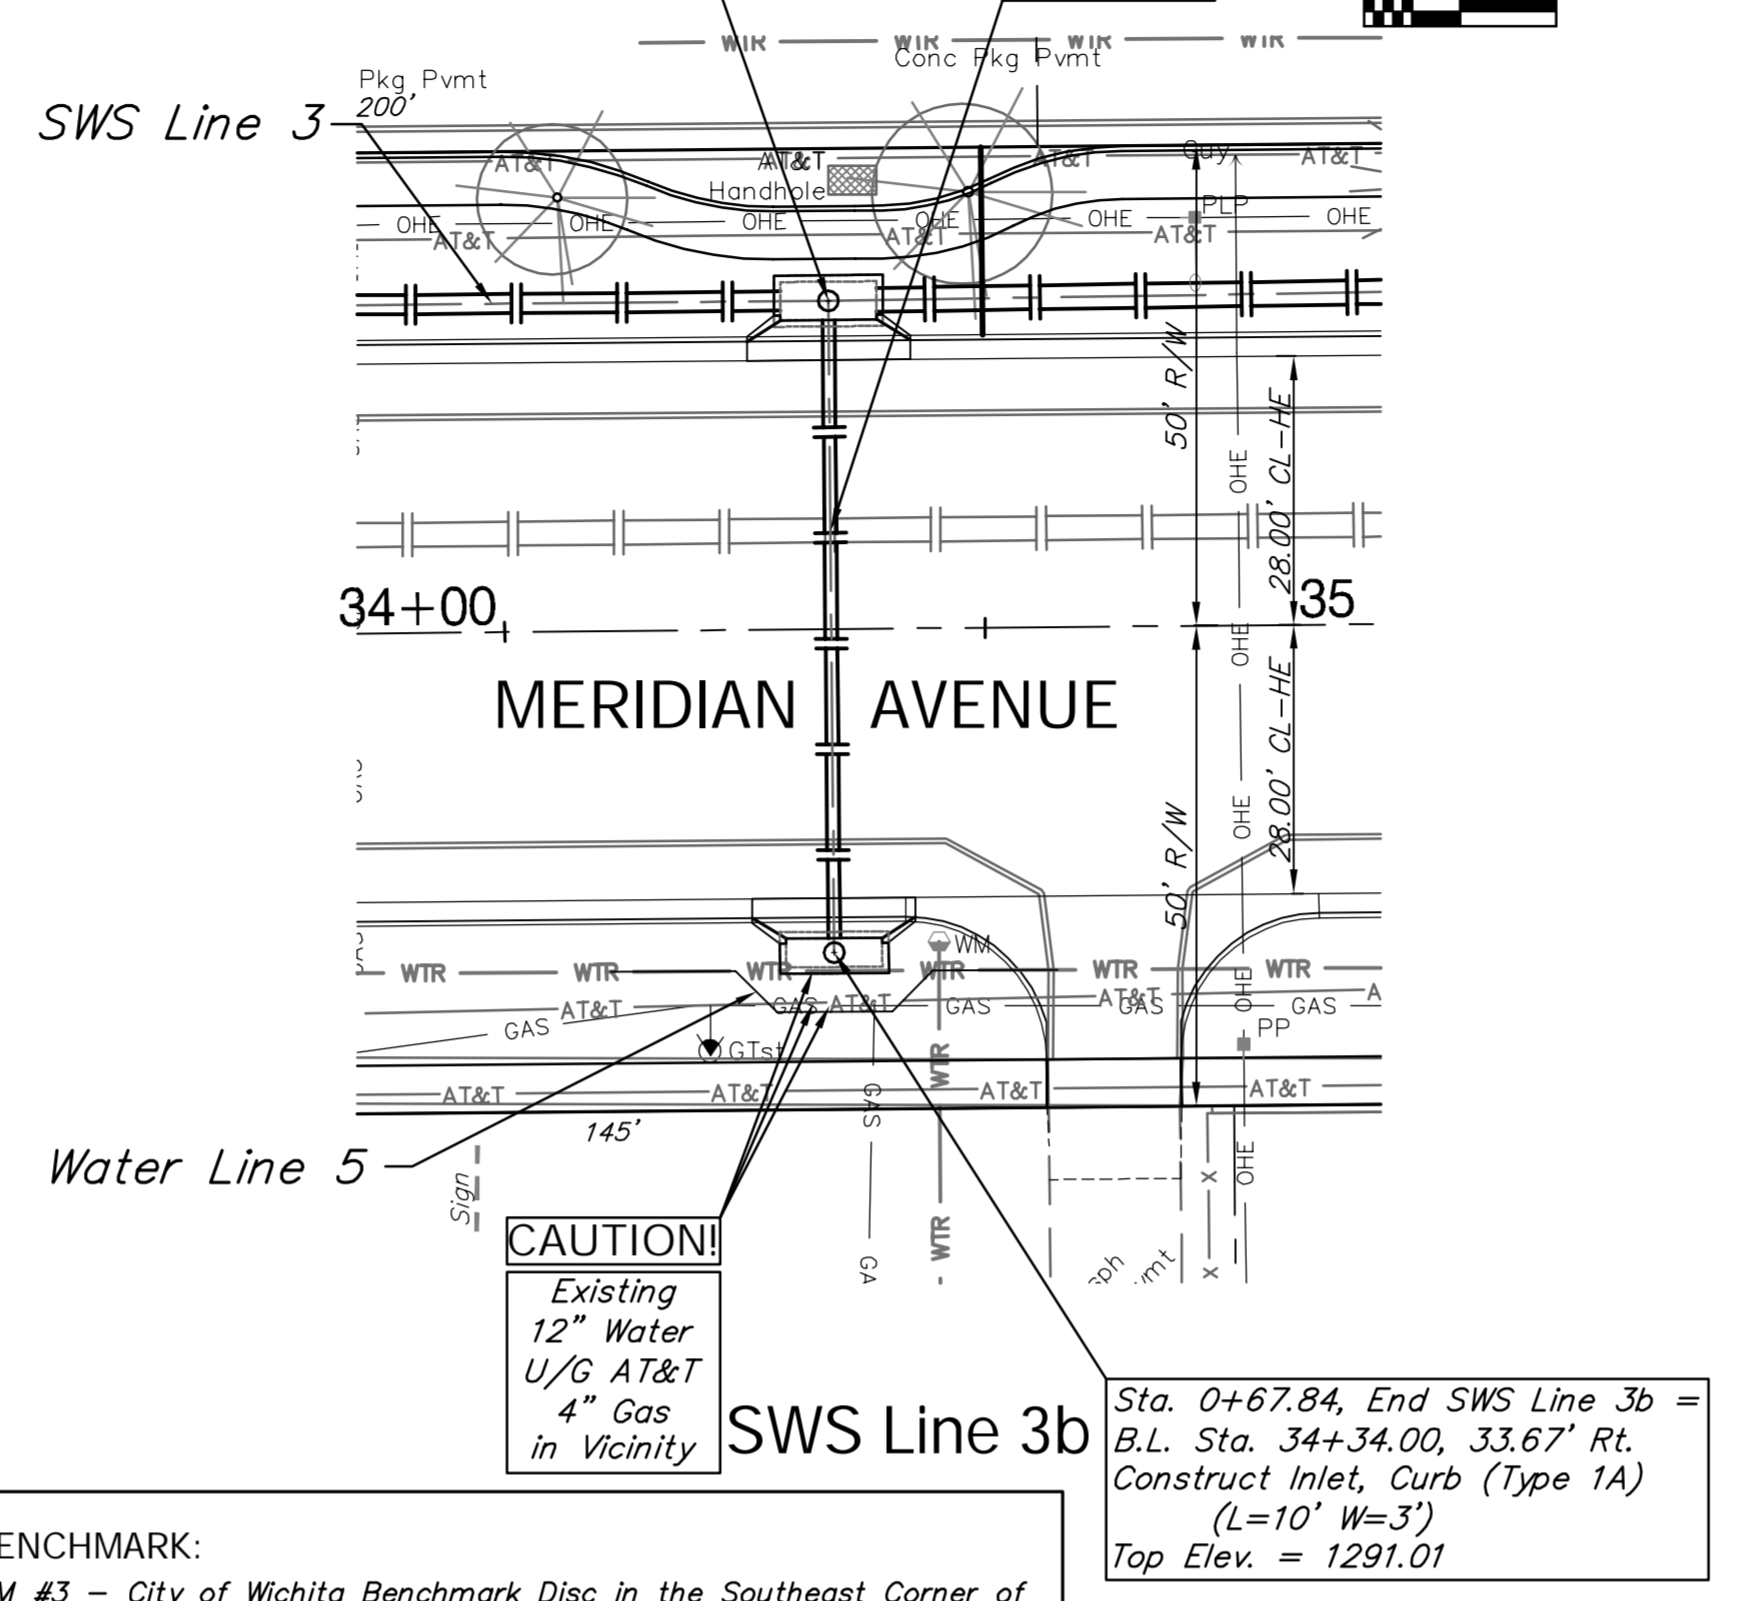 WTR WTR WTR WTR
Conc Pkg Pvmt
Pkg Pvmt
200'
SWS Line 3
AT&T AT&T AT&T Guy AT&T
Handhole
PLP
OHE OHE OHE OHE OHE OHE
AT&T AT&T AT&T
50' R/W
OHE
28.00' CL-HE
34+00
35
OHE
MERIDIAN AVENUE
50' R/W
OHE
28.00' CL-HE
GAS
WM
WTR WTR WTR WTR WTR WTR
OHE
AT&T GAS AT&T GAS AT&T GAS GAS A
GAS
PP
GTst
WTR
AT&T AT&T AT&T AT&T
GAS
145'
Water Line 5
Sign
X
OHE
WTR
GA
X
CAUTION!
Existing
12" Water
U/G AT&T
4" Gas
in Vicinity
SWS Line 3b
Sta. 0+67.84, End SWS Line 3b =
B.L. Sta. 34+34.00, 33.67' Rt.
Construct Inlet, Curb (Type 1A)
(L=10' W=3')
Top Elev. = 1291.01
ENCHMARK:
M #3 - City of Wichita Benchmark Disc in the Southeast Corner of